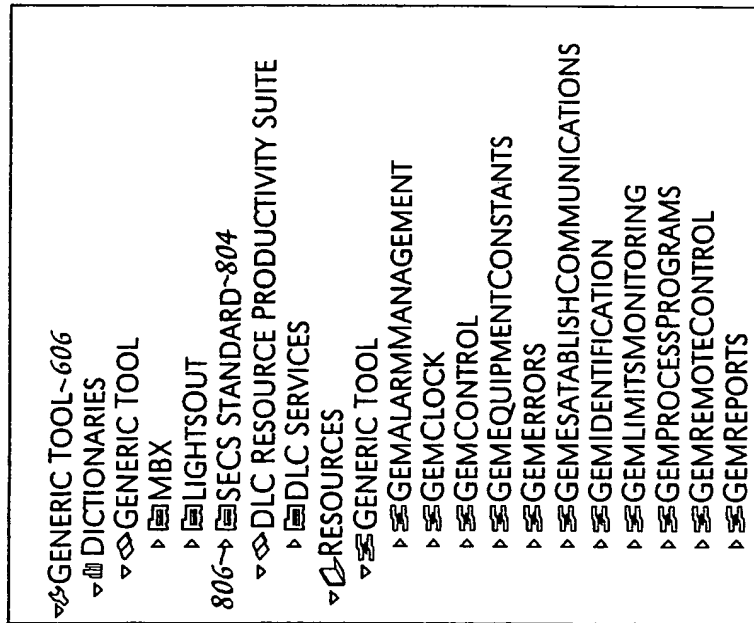 GENERIC TOOL~606
DICTIONARIES
GENERIC TOOL
MBX
LIGHTSOUT
806→ SECS STANDARD~804
DLC RESOURCE PRODUCTIVITY SUITE
DLC SERVICES
RESOURCES
GENERIC TOOL
GEMALARMMANAGEMENT
GEMCLOCK
GEMCONTROL
GEMEQUIPMENTCONSTANTS
GEMERRORS
GEMESATABLISHCOMMUNICATIONS
GEMIDENTIFICATION
GEMLIMITSMONITORING
GEMPROCESSPROGRAMS
GEMREMOTECONTROL
GEMREPORTS